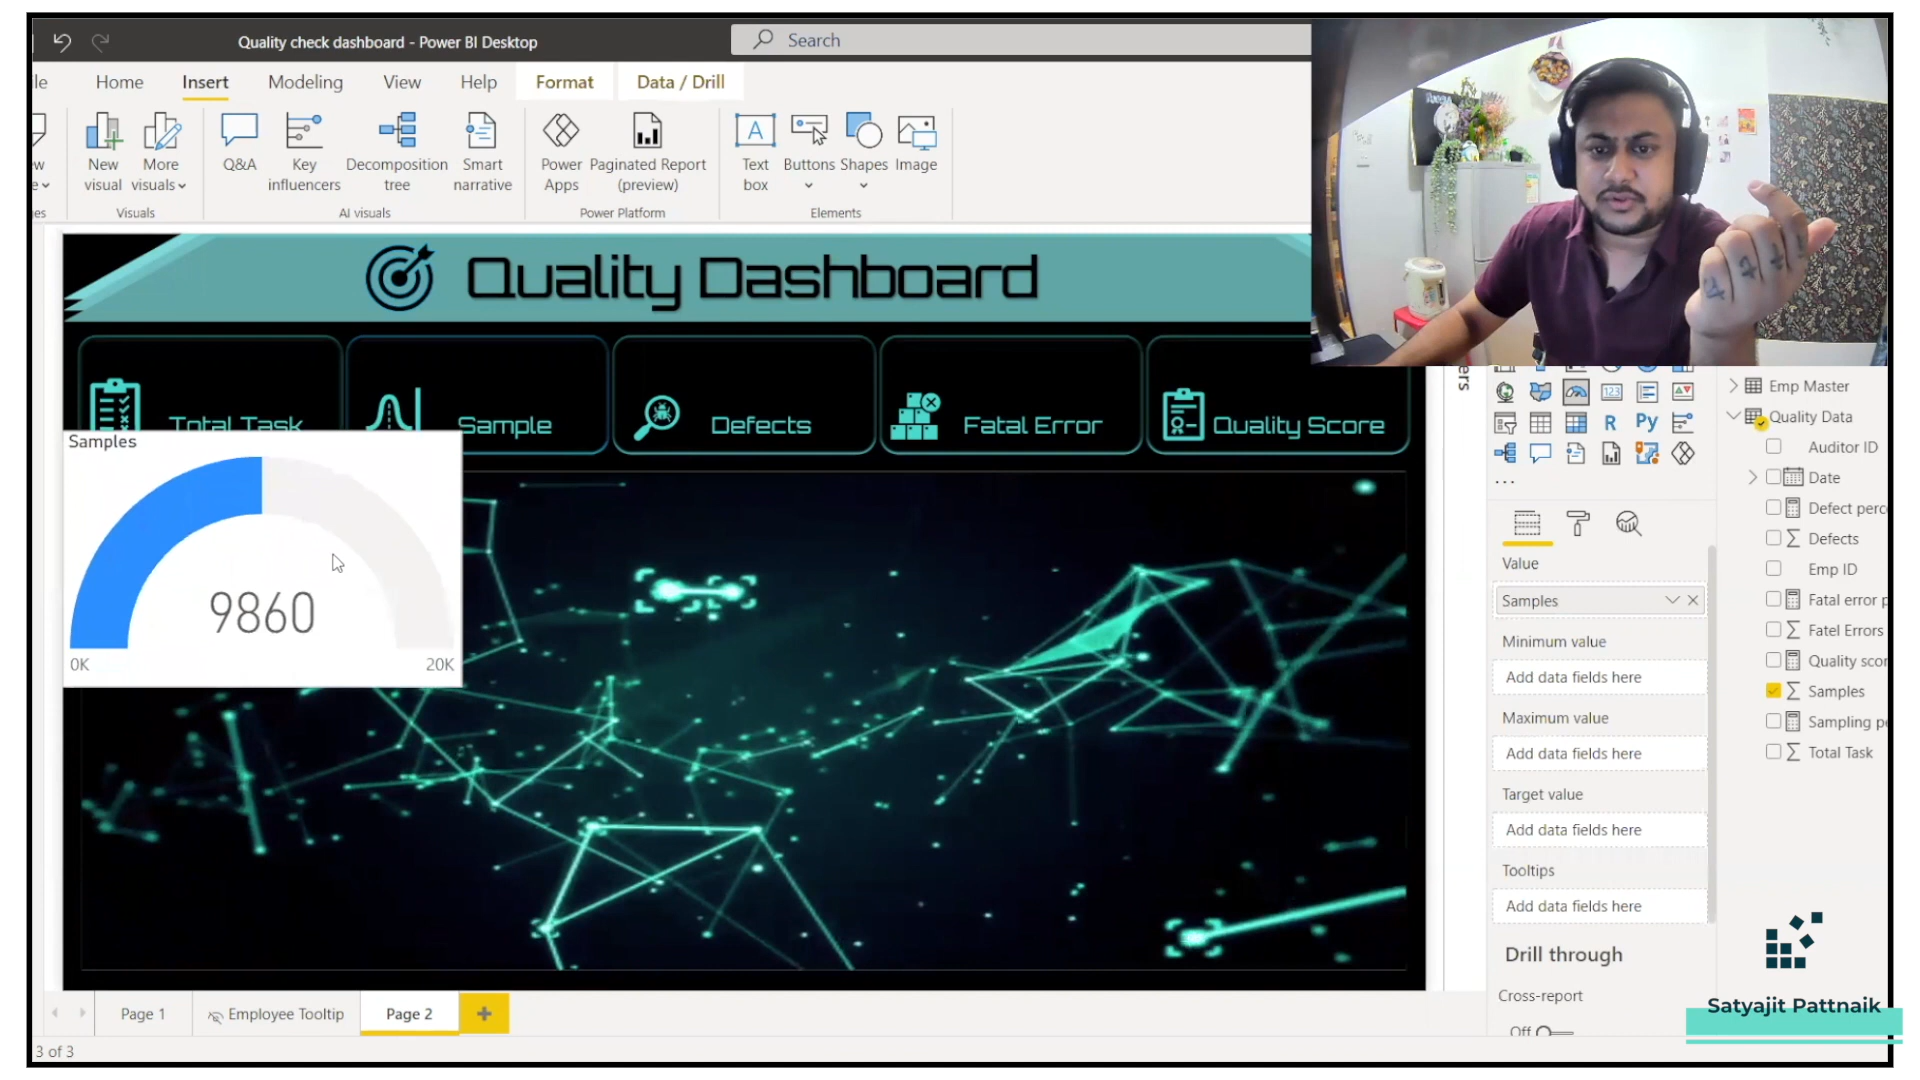 Quality check dashboard - Power BI Desktop
Search
Home Insert Modeling View Help Format Data / Drill
New visual
More visuals
Q&A
Key influencers
Decomposition tree
Smart narrative
Power Apps
Paginated Report (preview)
Text box
Buttons
Shapes
Image
Visuals
AI visuals
Power Platform
Elements
Quality Dashboard
Total Task
Sample
Defects
Fatal Error
Quality Score
Samples
9860
0K
20K
123
R
Py
...
Value
Samples
Minimum value
Add data fields here
Maximum value
Add data fields here
Target value
Add data fields here
Tooltips
Add data fields here
Drill through
Cross-report
Off
Emp Master
Quality Data
Auditor ID
Date
Defect perc
Defects
Emp ID
Fatal error p
Fatel Errors
Quality scor
Samples
Sampling pe
Total Task
Satyajit Pattnaik
Page 1
Employee Tooltip
Page 2
3 of 3